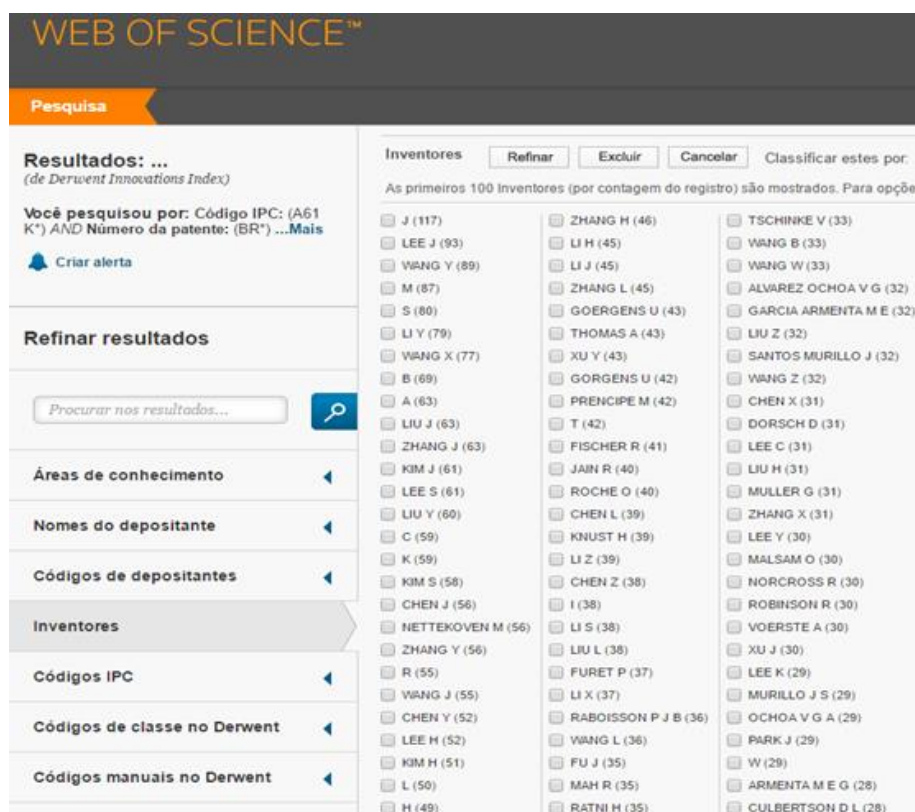 WEB OF SCIENCE™
Pesquisa
Resultados: ...
(de Derwent Innovations Index)
Você pesquisou por: Código IPC: (A61
K*) AND Número da patente: (BR*) ...Mais
Criar alerta
Refinar resultados
Procurar nos resultados...
Áreas de conhecimento
Nomes do depositante
Códigos de depositantes
Inventores
Códigos IPC
Códigos de classe no Derwent
Códigos manuais no Derwent
Inventores Refinar Excluir Cancelar Classificar estes por:
As primeiros 100 Inventores (por contagem do registro) são mostrados. Para opçõe
J (117)
LEE J (93)
WANG Y (89)
M (87)
S (80)
LI Y (79)
WANG X (77)
B (69)
A (63)
LIU J (63)
ZHANG J (63)
KIM J (61)
LEE S (61)
LIU Y (60)
C (59)
K (59)
KIM S (58)
CHEN J (56)
NETTEKOVEN M (56)
ZHANG Y (56)
R (55)
WANG J (55)
CHEN Y (52)
LEE H (52)
KIM H (51)
L (50)
H (49)
ZHANG H (46)
LI H (45)
LI J (45)
ZHANG L (45)
GOERGENS U (43)
THOMAS A (43)
XU Y (43)
GORGENS U (42)
PRENCIPE M (42)
T (42)
FISCHER R (41)
JAIN R (40)
ROCHE O (40)
CHEN L (39)
KNUST H (39)
LI Z (39)
CHEN Z (38)
I (38)
LI S (38)
LIU L (38)
FURET P (37)
LI X (37)
RABOISSON P J B (36)
WANG L (36)
FU J (35)
MAH R (35)
RATNI H (35)
TSCHINKE V (33)
WANG B (33)
WANG W (33)
ALVAREZ OCHOA V G (32)
GARCIA ARMENTA M E (32)
LIU Z (32)
SANTOS MURILLO J (32)
WANG Z (32)
CHEN X (31)
DORSCH D (31)
LEE C (31)
LIU H (31)
MULLER G (31)
ZHANG X (31)
LEE Y (30)
MALSAM O (30)
NORCROSS R (30)
ROBINSON R (30)
VOERSTE A (30)
XU J (30)
LEE K (29)
MURILLO J S (29)
OCHOA V G A (29)
PARK J (29)
W (29)
ARMENTA M E G (28)
CULBERTSON D L (28)